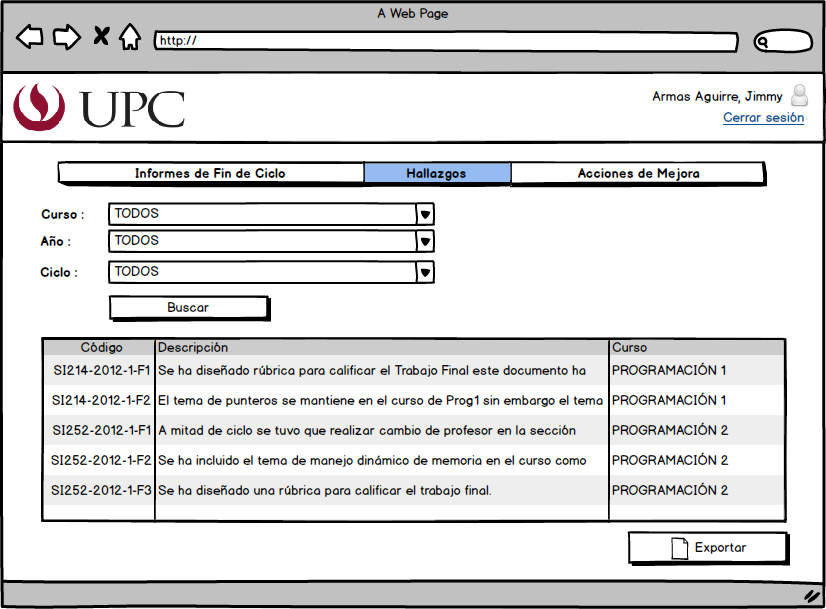 A Web Page
http://
UPC
Armas Aguirre, Jimmy
Cerrar sesión
Informes de Fin de Ciclo Hallazgos Acciones de Mejora
Curso : TODOS
Año : TODOS
Ciclo : TODOS
Buscar
Código Descripción Curso
SI214-2012-1-F1 Se ha diseñado rúbrica para calificar el Trabajo Final este documento ha PROGRAMACIÓN 1
SI214-2012-1-F2 El tema de punteros se mantiene en el curso de Prog1 sin embargo el tema PROGRAMACIÓN 1
SI252-2012-1-F1 A mitad de ciclo se tuvo que realizar cambio de profesor en la sección PROGRAMACIÓN 2
SI252-2012-1-F2 Se ha incluido el tema de manejo dinámico de memoria en el curso como PROGRAMACIÓN 2
SI252-2012-1-F3 Se ha diseñado una rúbrica para calificar el trabajo final. PROGRAMACIÓN 2
Exportar